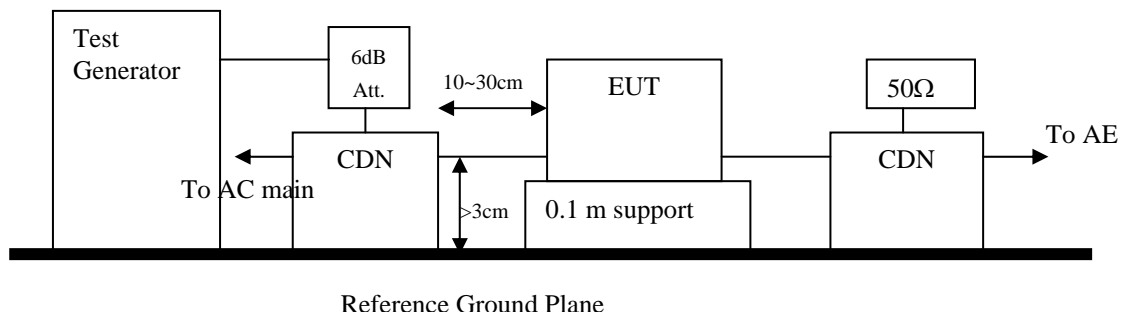 Test
Generator
6dB
Att.
10~30cm
EUT
50Ω
To AE
CDN
CDN
To AC main
>3cm
0.1 m support
Reference Ground Plane